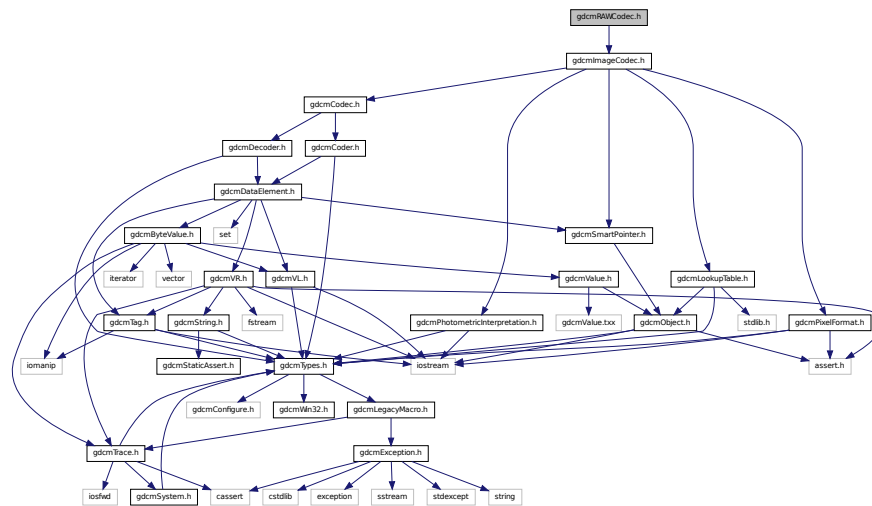 gdcmRAWCodec.h
gdcmImageCodec.h
gdcmCodec.h
gdcmDecoder.h
gdcmCoder.h
gdcmDataElement.h
gdcmByteValue.h
set
gdcmSmartPointer.h
iterator
vector
gdcmVR.h
gdcmVL.h
gdcmValue.h
gdcmLookupTable.h
gdcmTag.h
gdcmString.h
fstream
gdcmPhotometricInterpretation.h
gdcmValue.txx
gdcmObject.h
stdlib.h
gdcmPixelFormat.h
iomanip
gdcmStaticAssert.h
gdcmTypes.h
iostream
assert.h
gdcmConfigure.h
gdcmWin32.h
gdcmLegacyMacro.h
gdcmTrace.h
gdcmException.h
iosfwd
gdcmSystem.h
cassert
cstdlib
exception
sstream
stdexcept
string